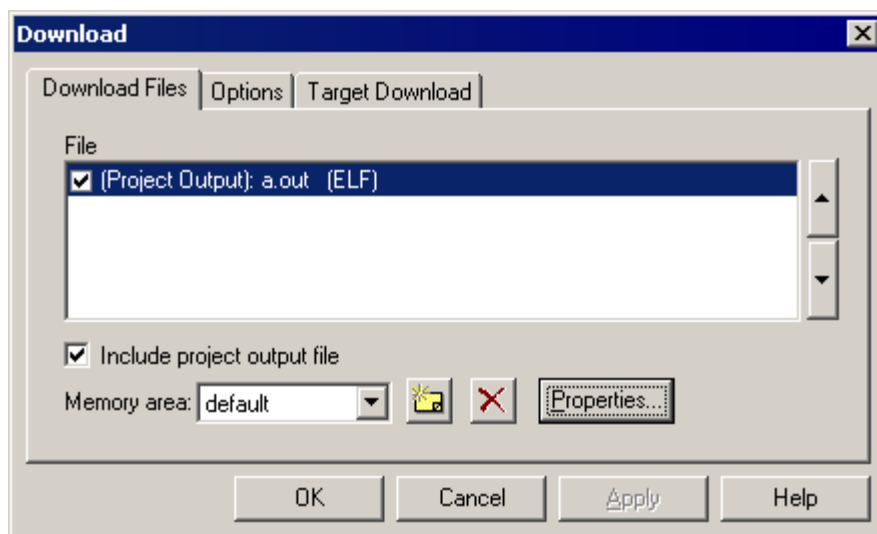 Download
Download Files Options Target Download
File
(Project Output): a.out (ELF)
Include project output file
Memory area: default Properties...
OK Cancel Apply Help